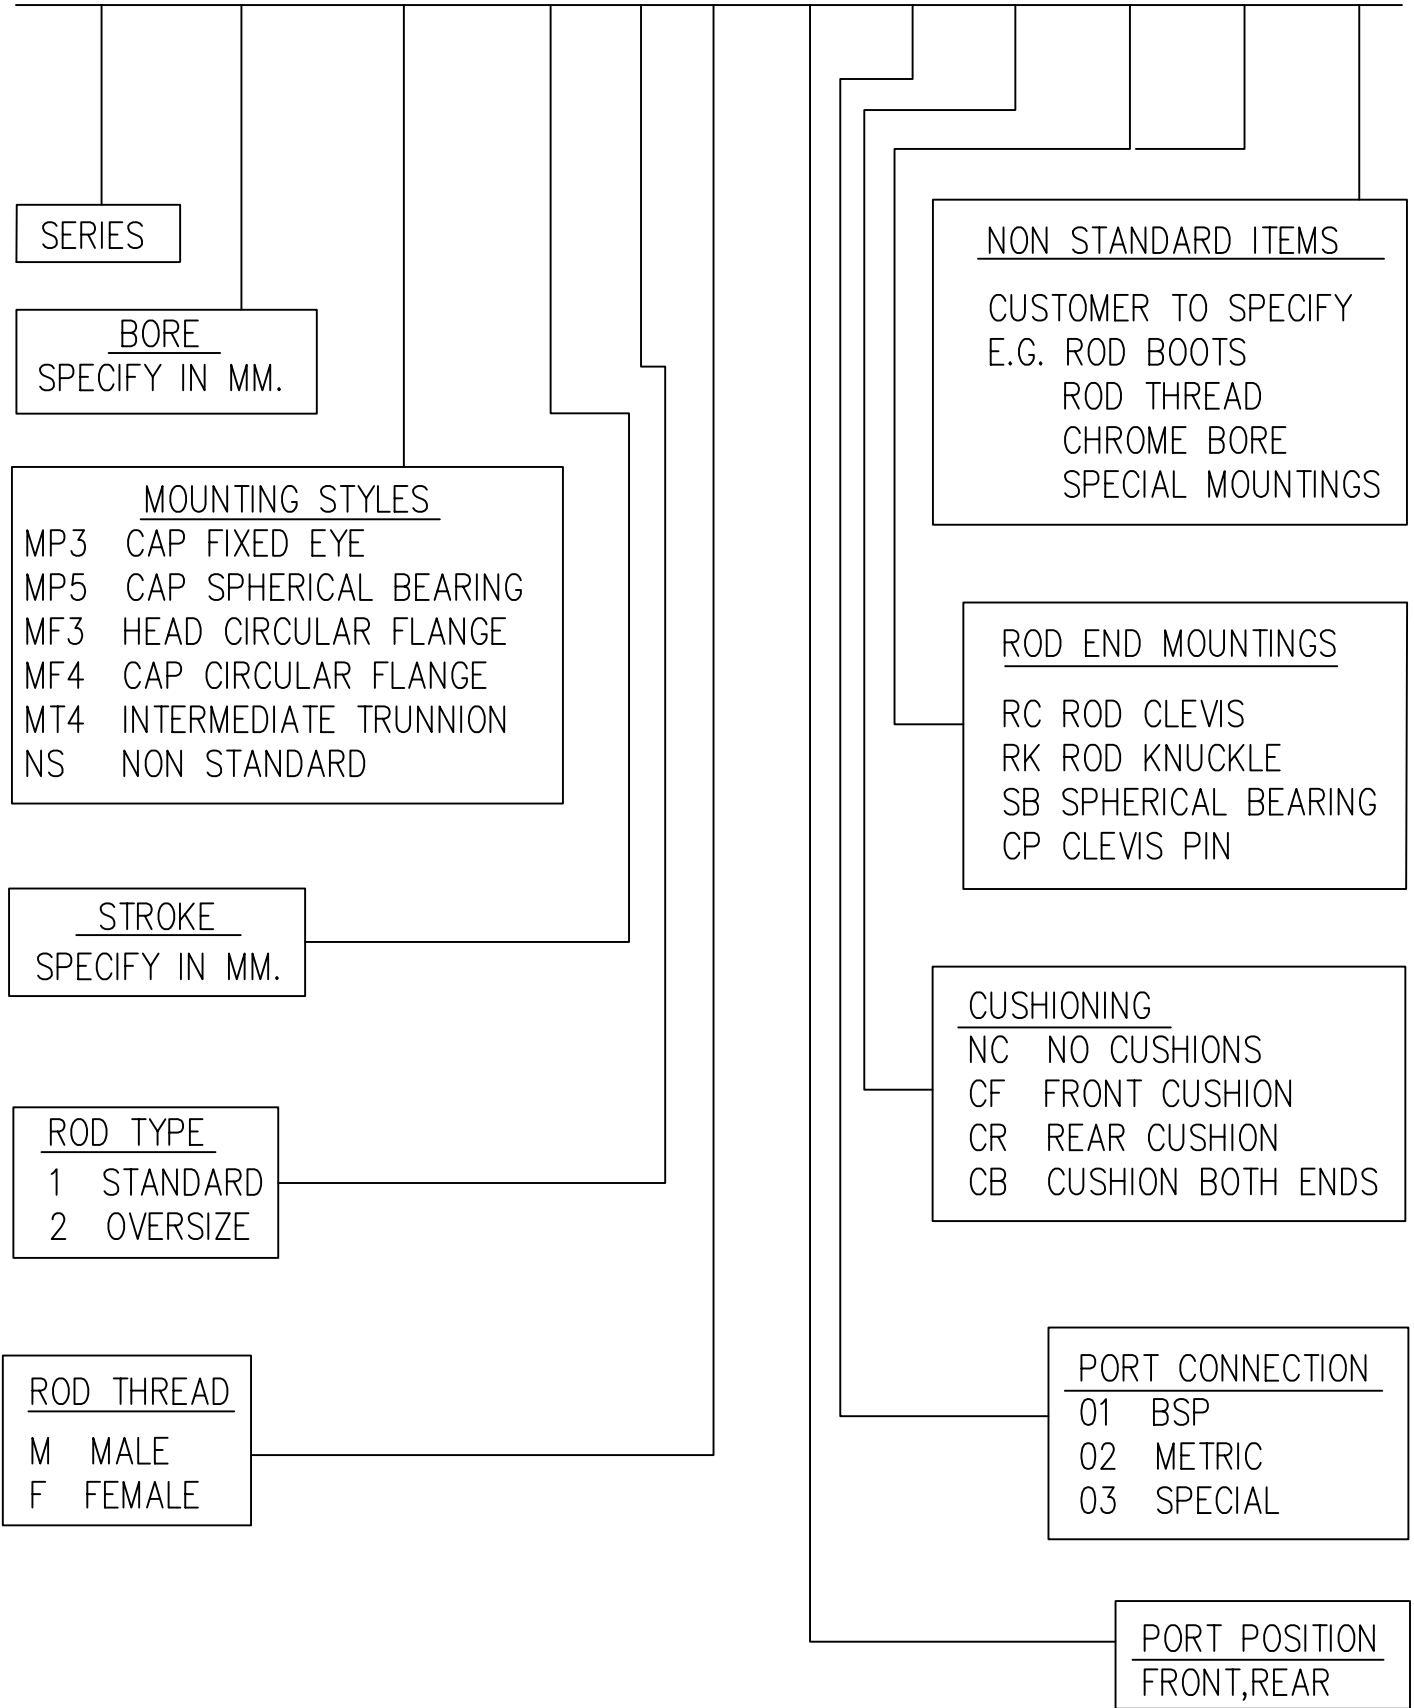 SERIES
BORE
SPECIFY IN MM.
MOUNTING STYLES
MP3 CAP FIXED EYE
MP5 CAP SPHERICAL BEARING
MF3 HEAD CIRCULAR FLANGE
MF4 CAP CIRCULAR FLANGE
MT4 INTERMEDIATE TRUNNION
NS NON STANDARD
STROKE
SPECIFY IN MM.
ROD TYPE
1 STANDARD
2 OVERSIZE
ROD THREAD
M MALE
F FEMALE
NON STANDARD ITEMS
CUSTOMER TO SPECIFY
E.G. ROD BOOTS
ROD THREAD
CHROME BORE
SPECIAL MOUNTINGS
ROD END MOUNTINGS
RC ROD CLEVIS
RK ROD KNUCKLE
SB SPHERICAL BEARING
CP CLEVIS PIN
CUSHIONING
NC NO CUSHIONS
CF FRONT CUSHION
CR REAR CUSHION
CB CUSHION BOTH ENDS
PORT CONNECTION
01 BSP
02 METRIC
03 SPECIAL
PORT POSITION
FRONT,REAR